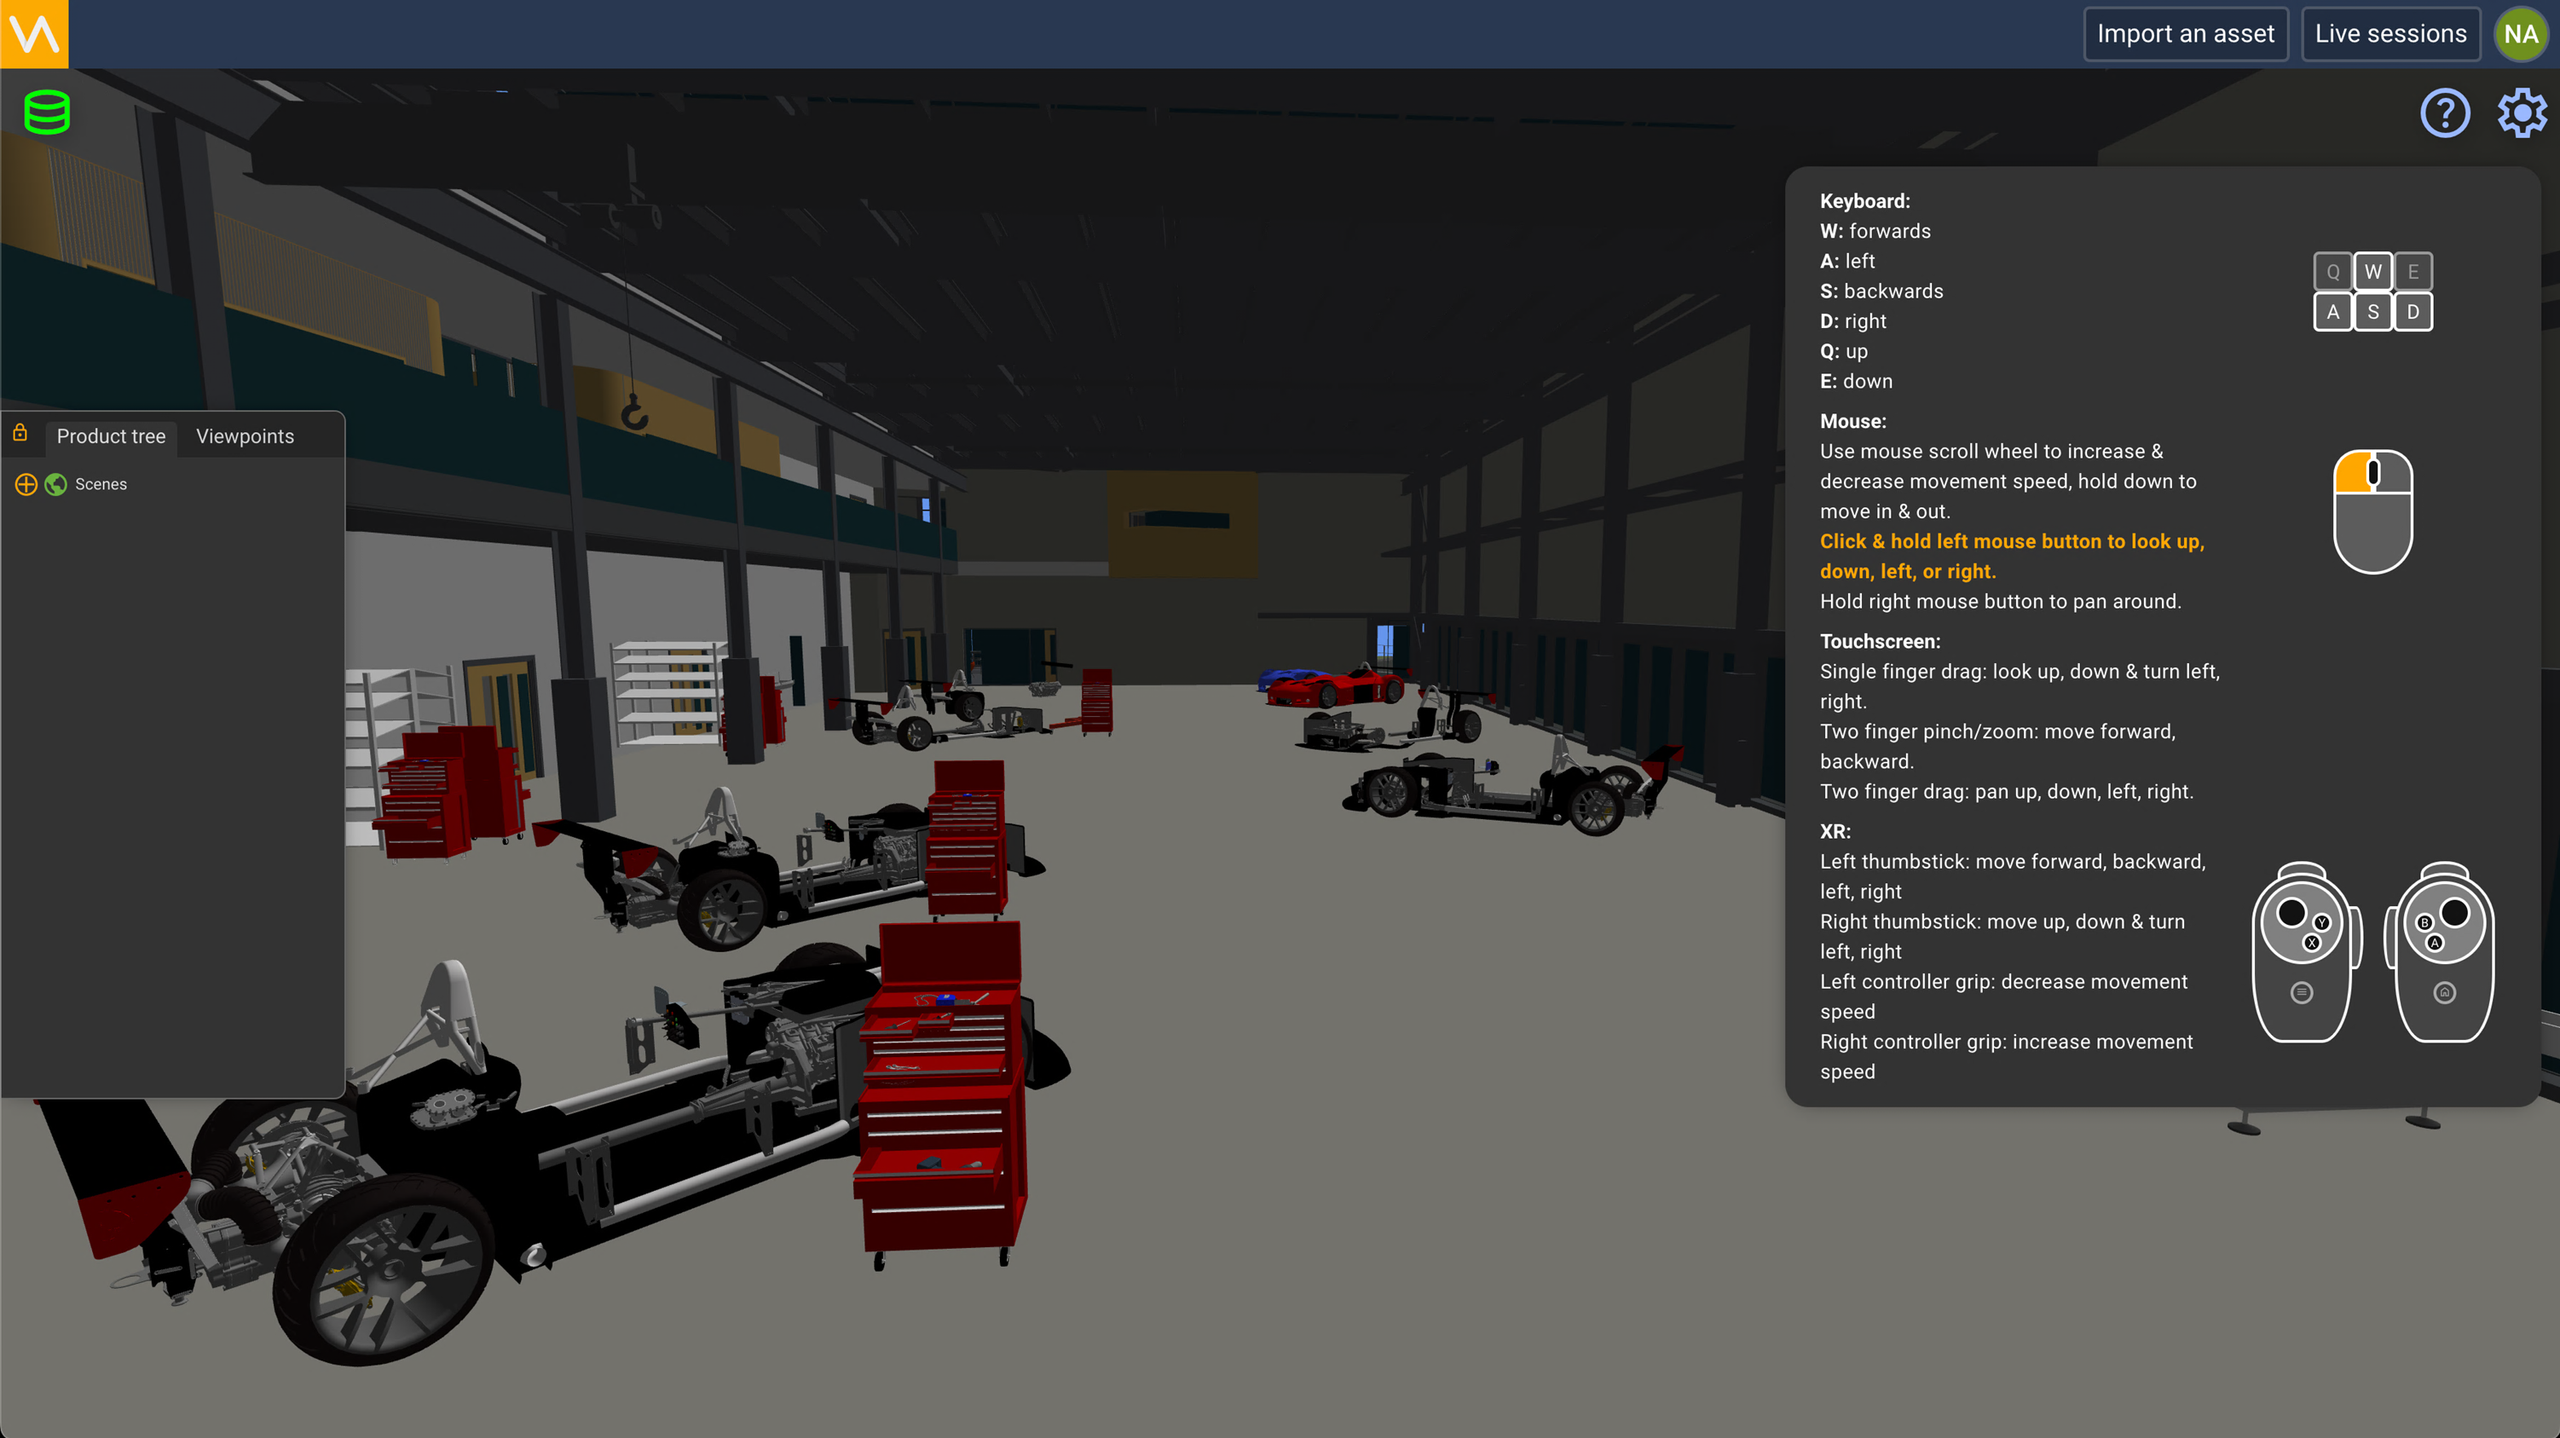 Import an asset
Live sessions
NA
?
Product tree
Viewpoints
Scenes
Keyboard:
W: forwards
A: left
S: backwards
D: right
Q: up
E: down
Q W E
A S D
Mouse:
Use mouse scroll wheel to increase &
decrease movement speed, hold down to
move in & out.
Click & hold left mouse button to look up,
down, left, or right.
Hold right mouse button to pan around.
Touchscreen:
Single finger drag: look up, down & turn left,
right.
Two finger pinch/zoom: move forward,
backward.
Two finger drag: pan up, down, left, right.
XR:
Left thumbstick: move forward, backward,
left, right
Right thumbstick: move up, down & turn
left, right
Left controller grip: decrease movement
speed
Right controller grip: increase movement
speed
Y B
X A